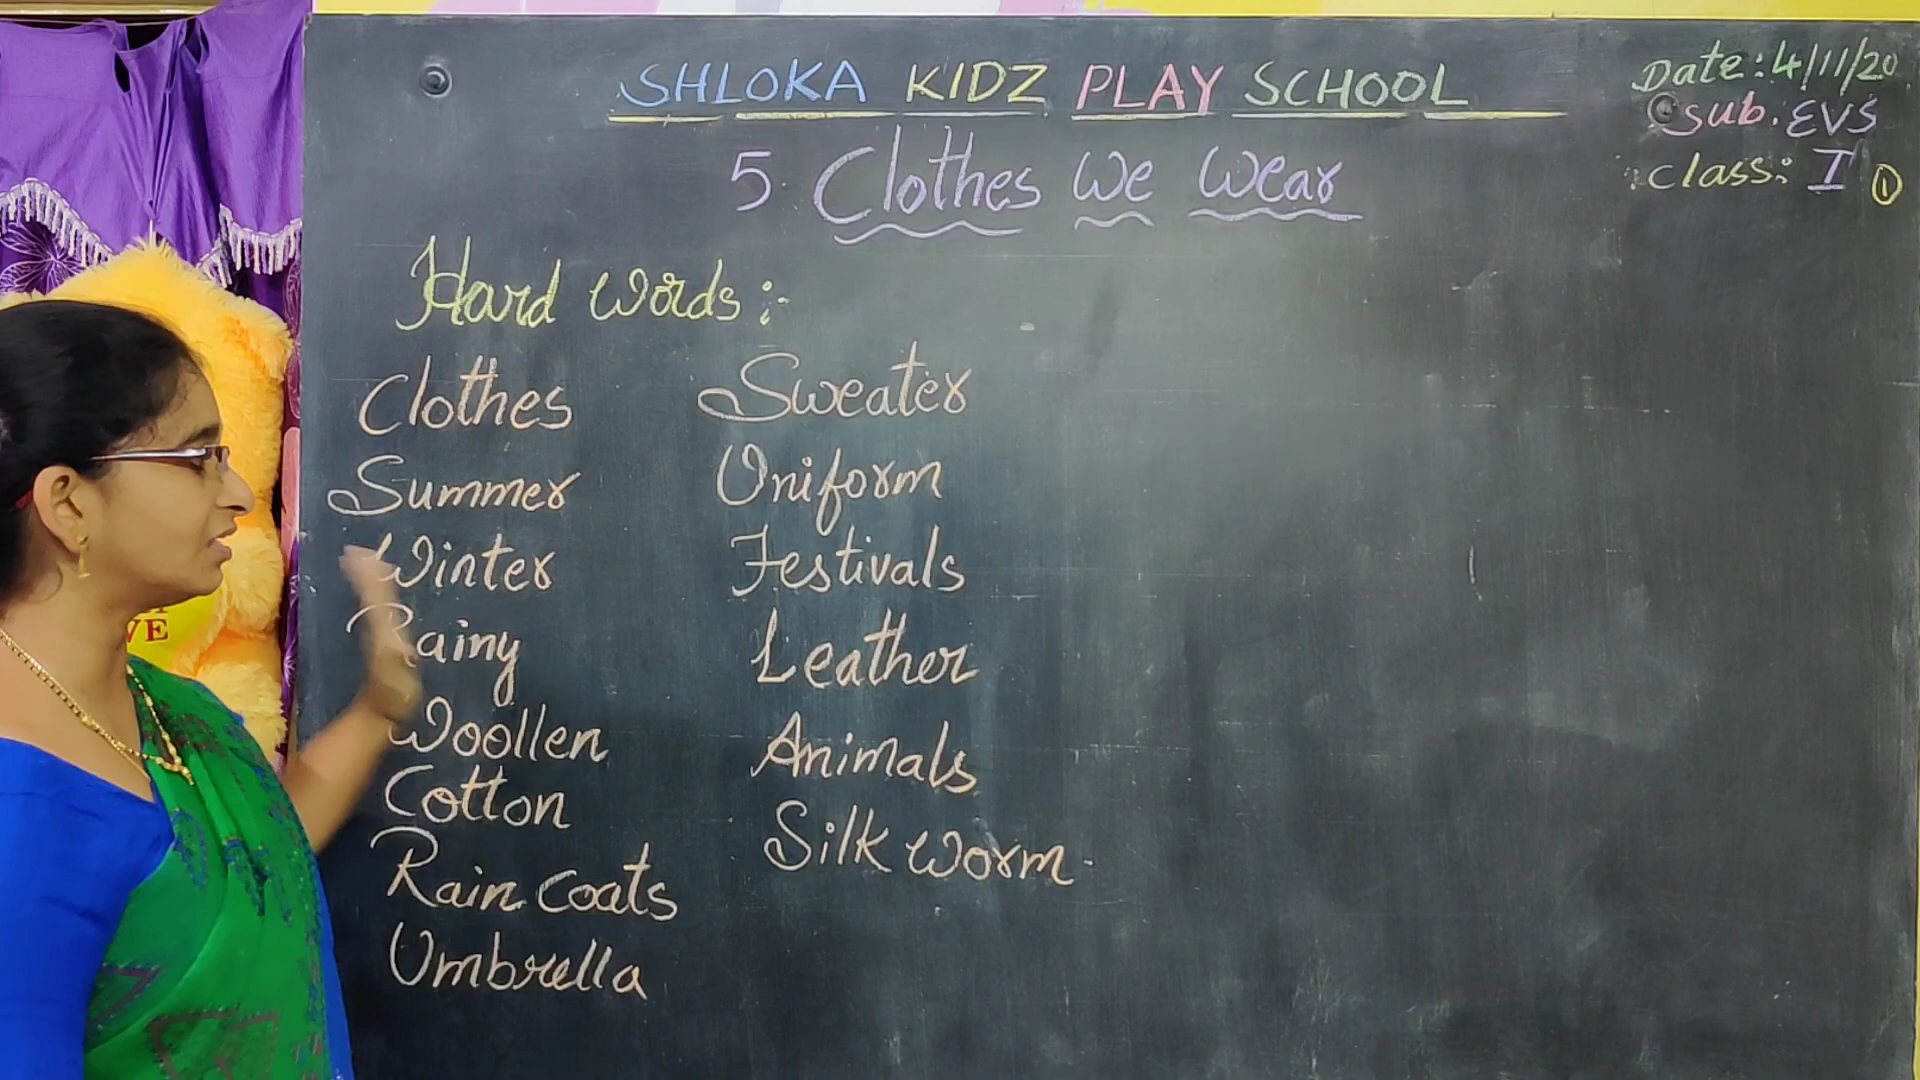 SHLOKA KIDZ PLAY SCHOOL
Date: 4/11/20
Sub: EVS
Class: I ①
5. Clothes We Wear
Hard Words :-
Clothes
Summer
Winter
Rainy
Woollen
Cotton
Rain coats
Umbrella
Sweater
Uniform
Festivals
Leather
Animals
Silk worm